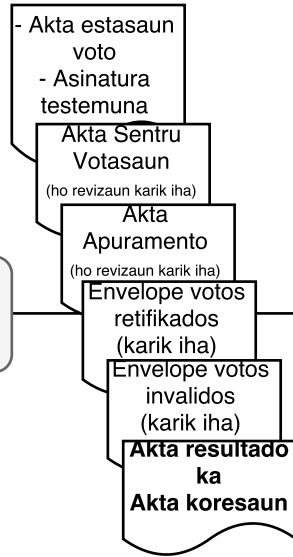 - Akta estasaun
voto
- Asinatura
testemuna
Akta Sentru
Votasaun
(ho revizaun karik iha)
Akta
Apuramento
(ho revizaun karik iha)
Envelope votos
retifikados
(karik iha)
Envelope votos
invalidos
(karik iha)
Akta resultado
ka
Akta koresaun